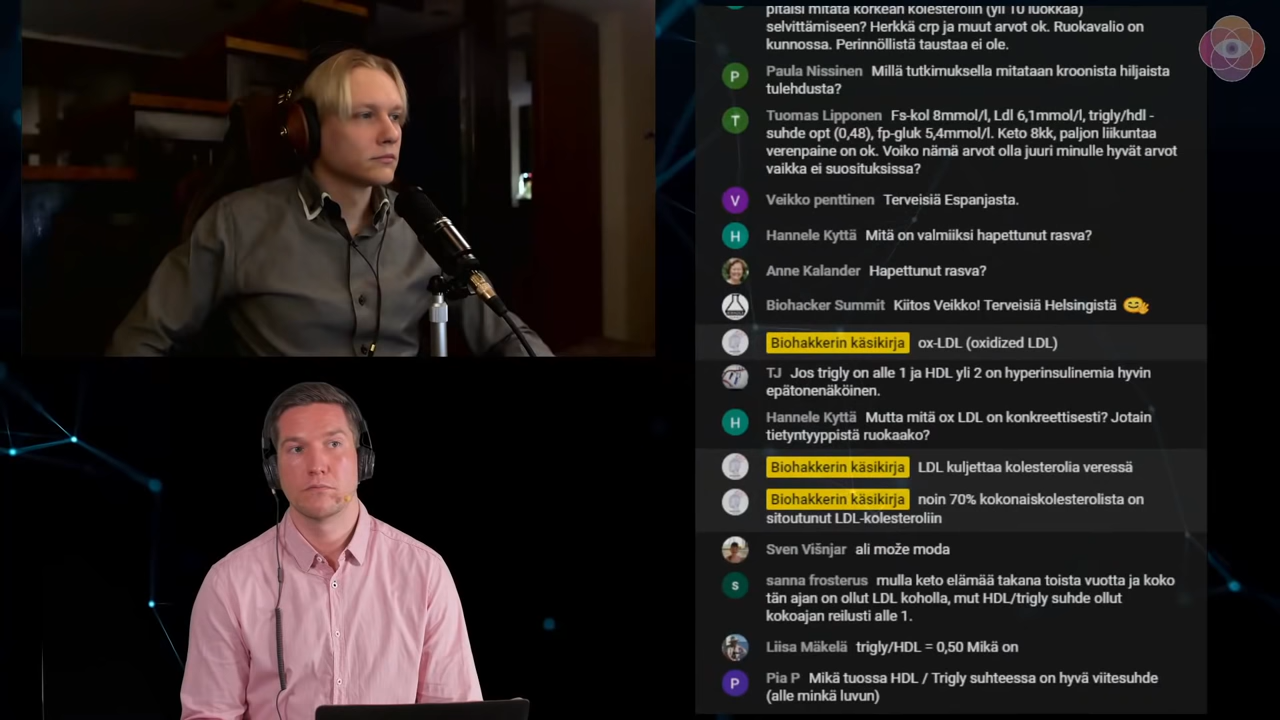 pitäisi mitata korkean kolesterolin (yli 10 luokkaa)
selvittämiseen? Herkkä crp ja muut arvot ok. Ruokavalio on
kunnossa. Perinnöllistä taustaa ei ole.
P Paula Nissinen Millä tutkimuksella mitataan kroonista hiljaista
tulehdusta?
T Tuomas Lipponen Fs-kol 8mmol/l, Ldl 6,1mmol/l, trigly/hdl -
suhde opt (0,48), fp-gluk 5,4mmol/l. Keto 8kk, paljon liikuntaa
verenpaine on ok. Voiko nämä arvot olla juuri minulle hyvät arvot
vaikka ei suosituksissa?
V Veikko penttinen Terveisiä Espanjasta.
H Hannele Kyttä Mitä on valmiiksi hapettunut rasva?
Anne Kalander Hapettunut rasva?
Biohacker Summit Kiitos Veikko! Terveisiä Helsingistä
Biohakkerin käsikirja ox-LDL (oxidized LDL)
TJ Jos trigly on alle 1 ja HDL yli 2 on hyperinsulinemia hyvin
epätonenäköinen.
H Hannele Kyttä Mutta mitä ox LDL on konkreettisesti? Jotain
tietyntyyppistä ruokaako?
Biohakkerin käsikirja LDL kuljettaa kolesterolia veressä
Biohakkerin käsikirja noin 70% kokonaiskolesterolista on
sitoutunut LDL-kolesteroliin
Sven Višnjar ali može moda
s sanna frosterus mulla keto elämää takana toista vuotta ja koko
tän ajan on ollut LDL koholla, mut HDL/trigly suhde ollut
kokoajan reilusti alle 1.
Liisa Mäkelä trigly/HDL = 0,50 Mikä on
P Pia P Mikä tuossa HDL / Trigly suhteessa on hyvä viitesuhde
(alle minkä luvun)